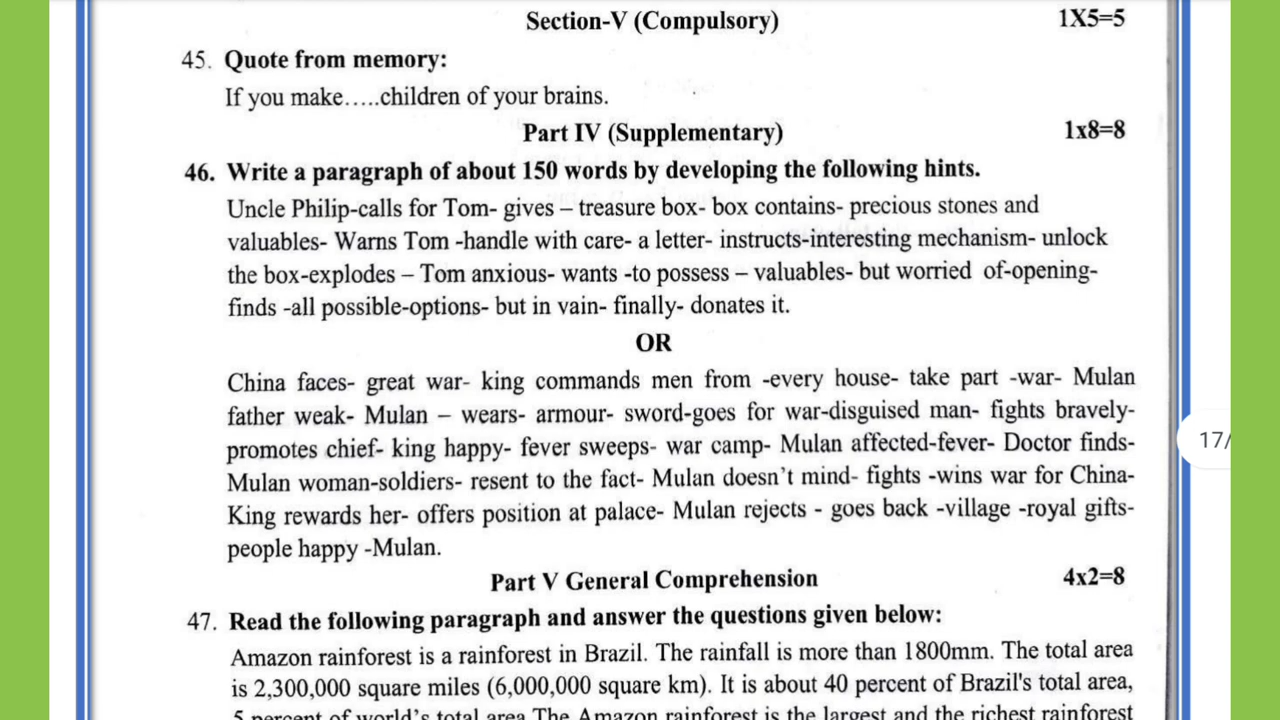 Section-V (Compulsory) 1X5=5
45. Quote from memory:
If you make.....children of your brains.
Part IV (Supplementary) 1x8=8
46. Write a paragraph of about 150 words by developing the following hints.
Uncle Philip-calls for Tom- gives – treasure box- box contains- precious stones and
valuables- Warns Tom -handle with care- a letter- instructs-interesting mechanism- unlock
the box-explodes – Tom anxious- wants -to possess – valuables- but worried of-opening-
finds -all possible-options- but in vain- finally- donates it.
OR
China faces- great war- king commands men from -every house- take part -war- Mulan
father weak- Mulan – wears- armour- sword-goes for war-disguised man- fights bravely-
promotes chief- king happy- fever sweeps- war camp- Mulan affected-fever- Doctor finds-
Mulan woman-soldiers- resent to the fact- Mulan doesn't mind- fights -wins war for China-
King rewards her- offers position at palace- Mulan rejects - goes back -village -royal gifts-
people happy -Mulan.
Part V General Comprehension 4x2=8
47. Read the following paragraph and answer the questions given below:
Amazon rainforest is a rainforest in Brazil. The rainfall is more than 1800mm. The total area
is 2,300,000 square miles (6,000,000 square km). It is about 40 percent of Brazil's total area,
5 percent of world's total area The Amazon rainforest is the largest and the richest rainforest
17/